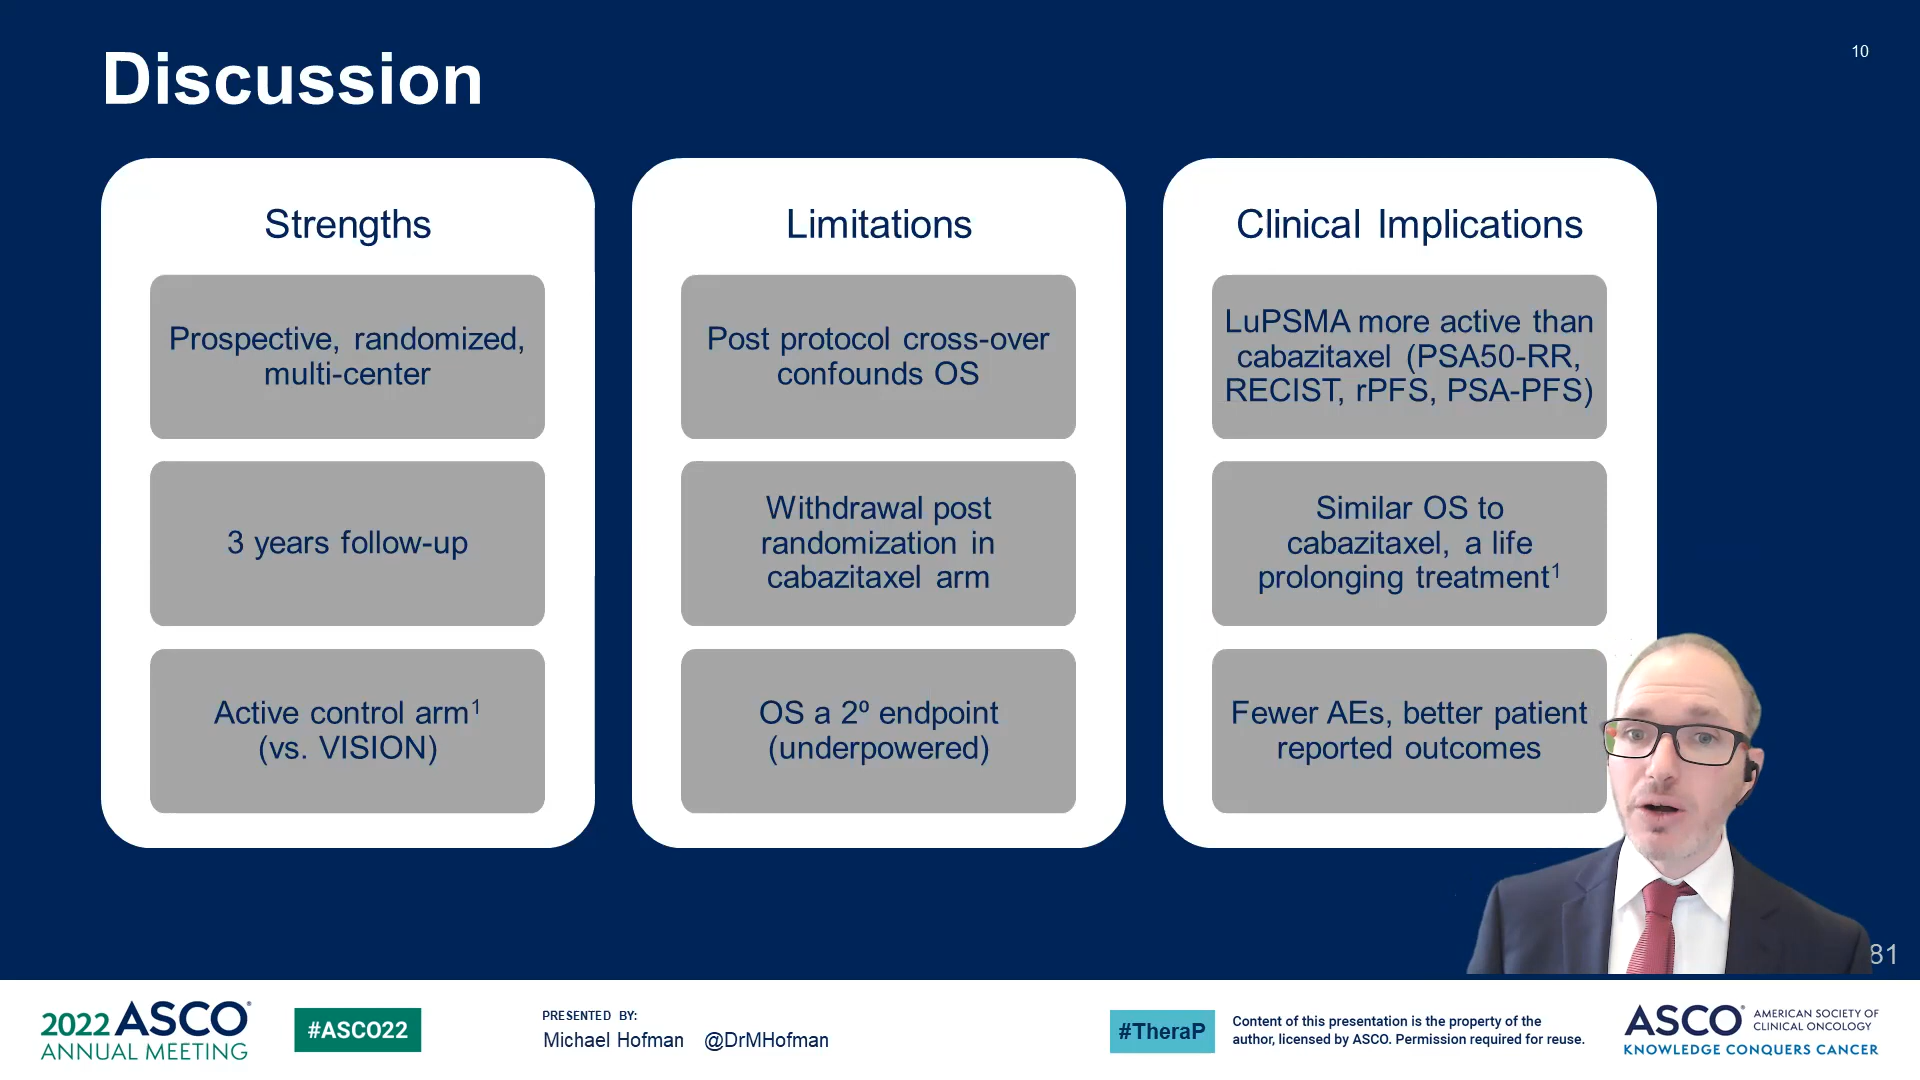 10
Discussion
Strengths
Prospective, randomized,
multi-center
3 years follow-up
Active control arm¹
(vs. VISION)
Limitations
Post protocol cross-over
confounds OS
Withdrawal post
randomization in
cabazitaxel arm
OS a 2º endpoint
(underpowered)
Clinical Implications
LuPSMA more active than
cabazitaxel (PSA50-RR,
RECIST, rPFS, PSA-PFS)
Similar OS to
cabazitaxel, a life
prolonging treatment¹
Fewer AEs, better patient
reported outcomes
2022 ASCO®
ANNUAL MEETING
#ASCO22
PRESENTED BY:
Michael Hofman @DrMHofman
#TheraP
Content of this presentation is the property of the
author, licensed by ASCO. Permission required for reuse.
ASCO® AMERICAN SOCIETY OF
CLINICAL ONCOLOGY
KNOWLEDGE CONQUERS CANCER